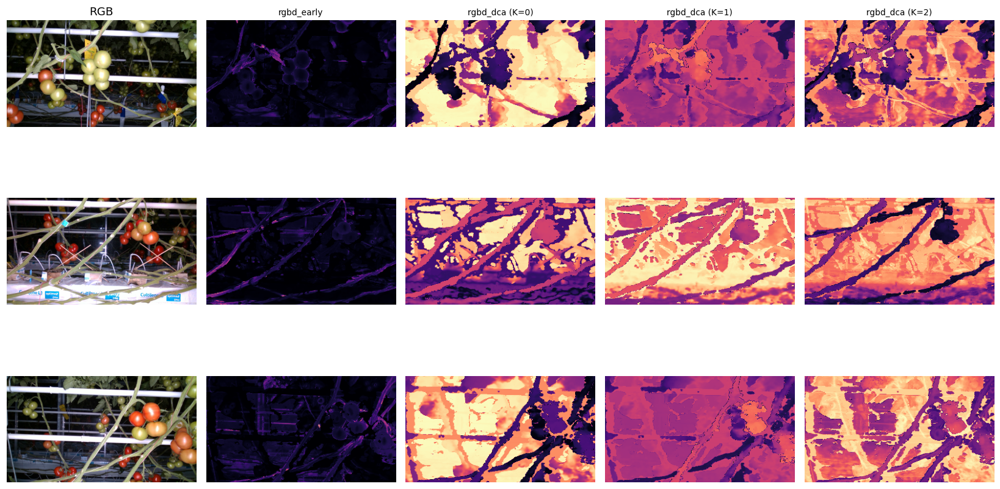 RGB
rgbd_early
rgbd_dca (K=0)
rgbd_dca (K=1)
rgbd_dca (K=2)
Cultilene